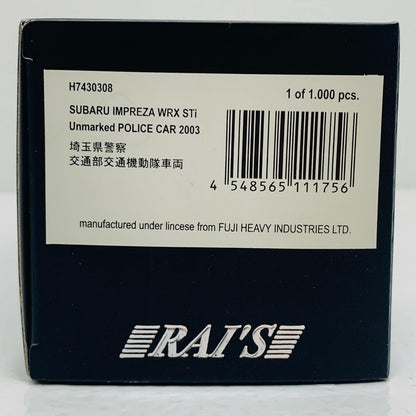 H7430308 1 of 1.000 pcs.
SUBARU IMPREZA WRX STi
Unmarked POLICE CAR 2003
埼玉県警察
交通部交通機動隊車両
4 548565 111756
manufactured under lincese from FUJI HEAVY INDUSTRIES LTD.
RAI'S